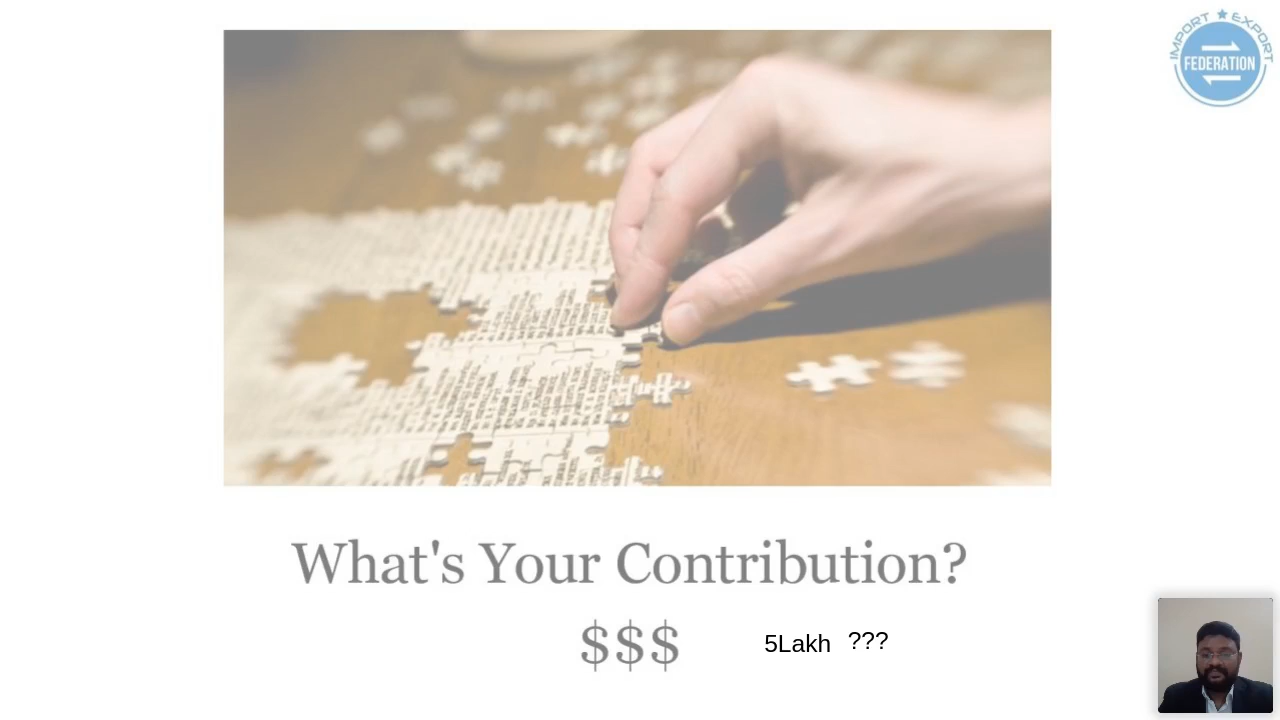 IMPORT ★ EXPORT
FEDERATION
What's Your Contribution?
$$$ 5Lakh ???